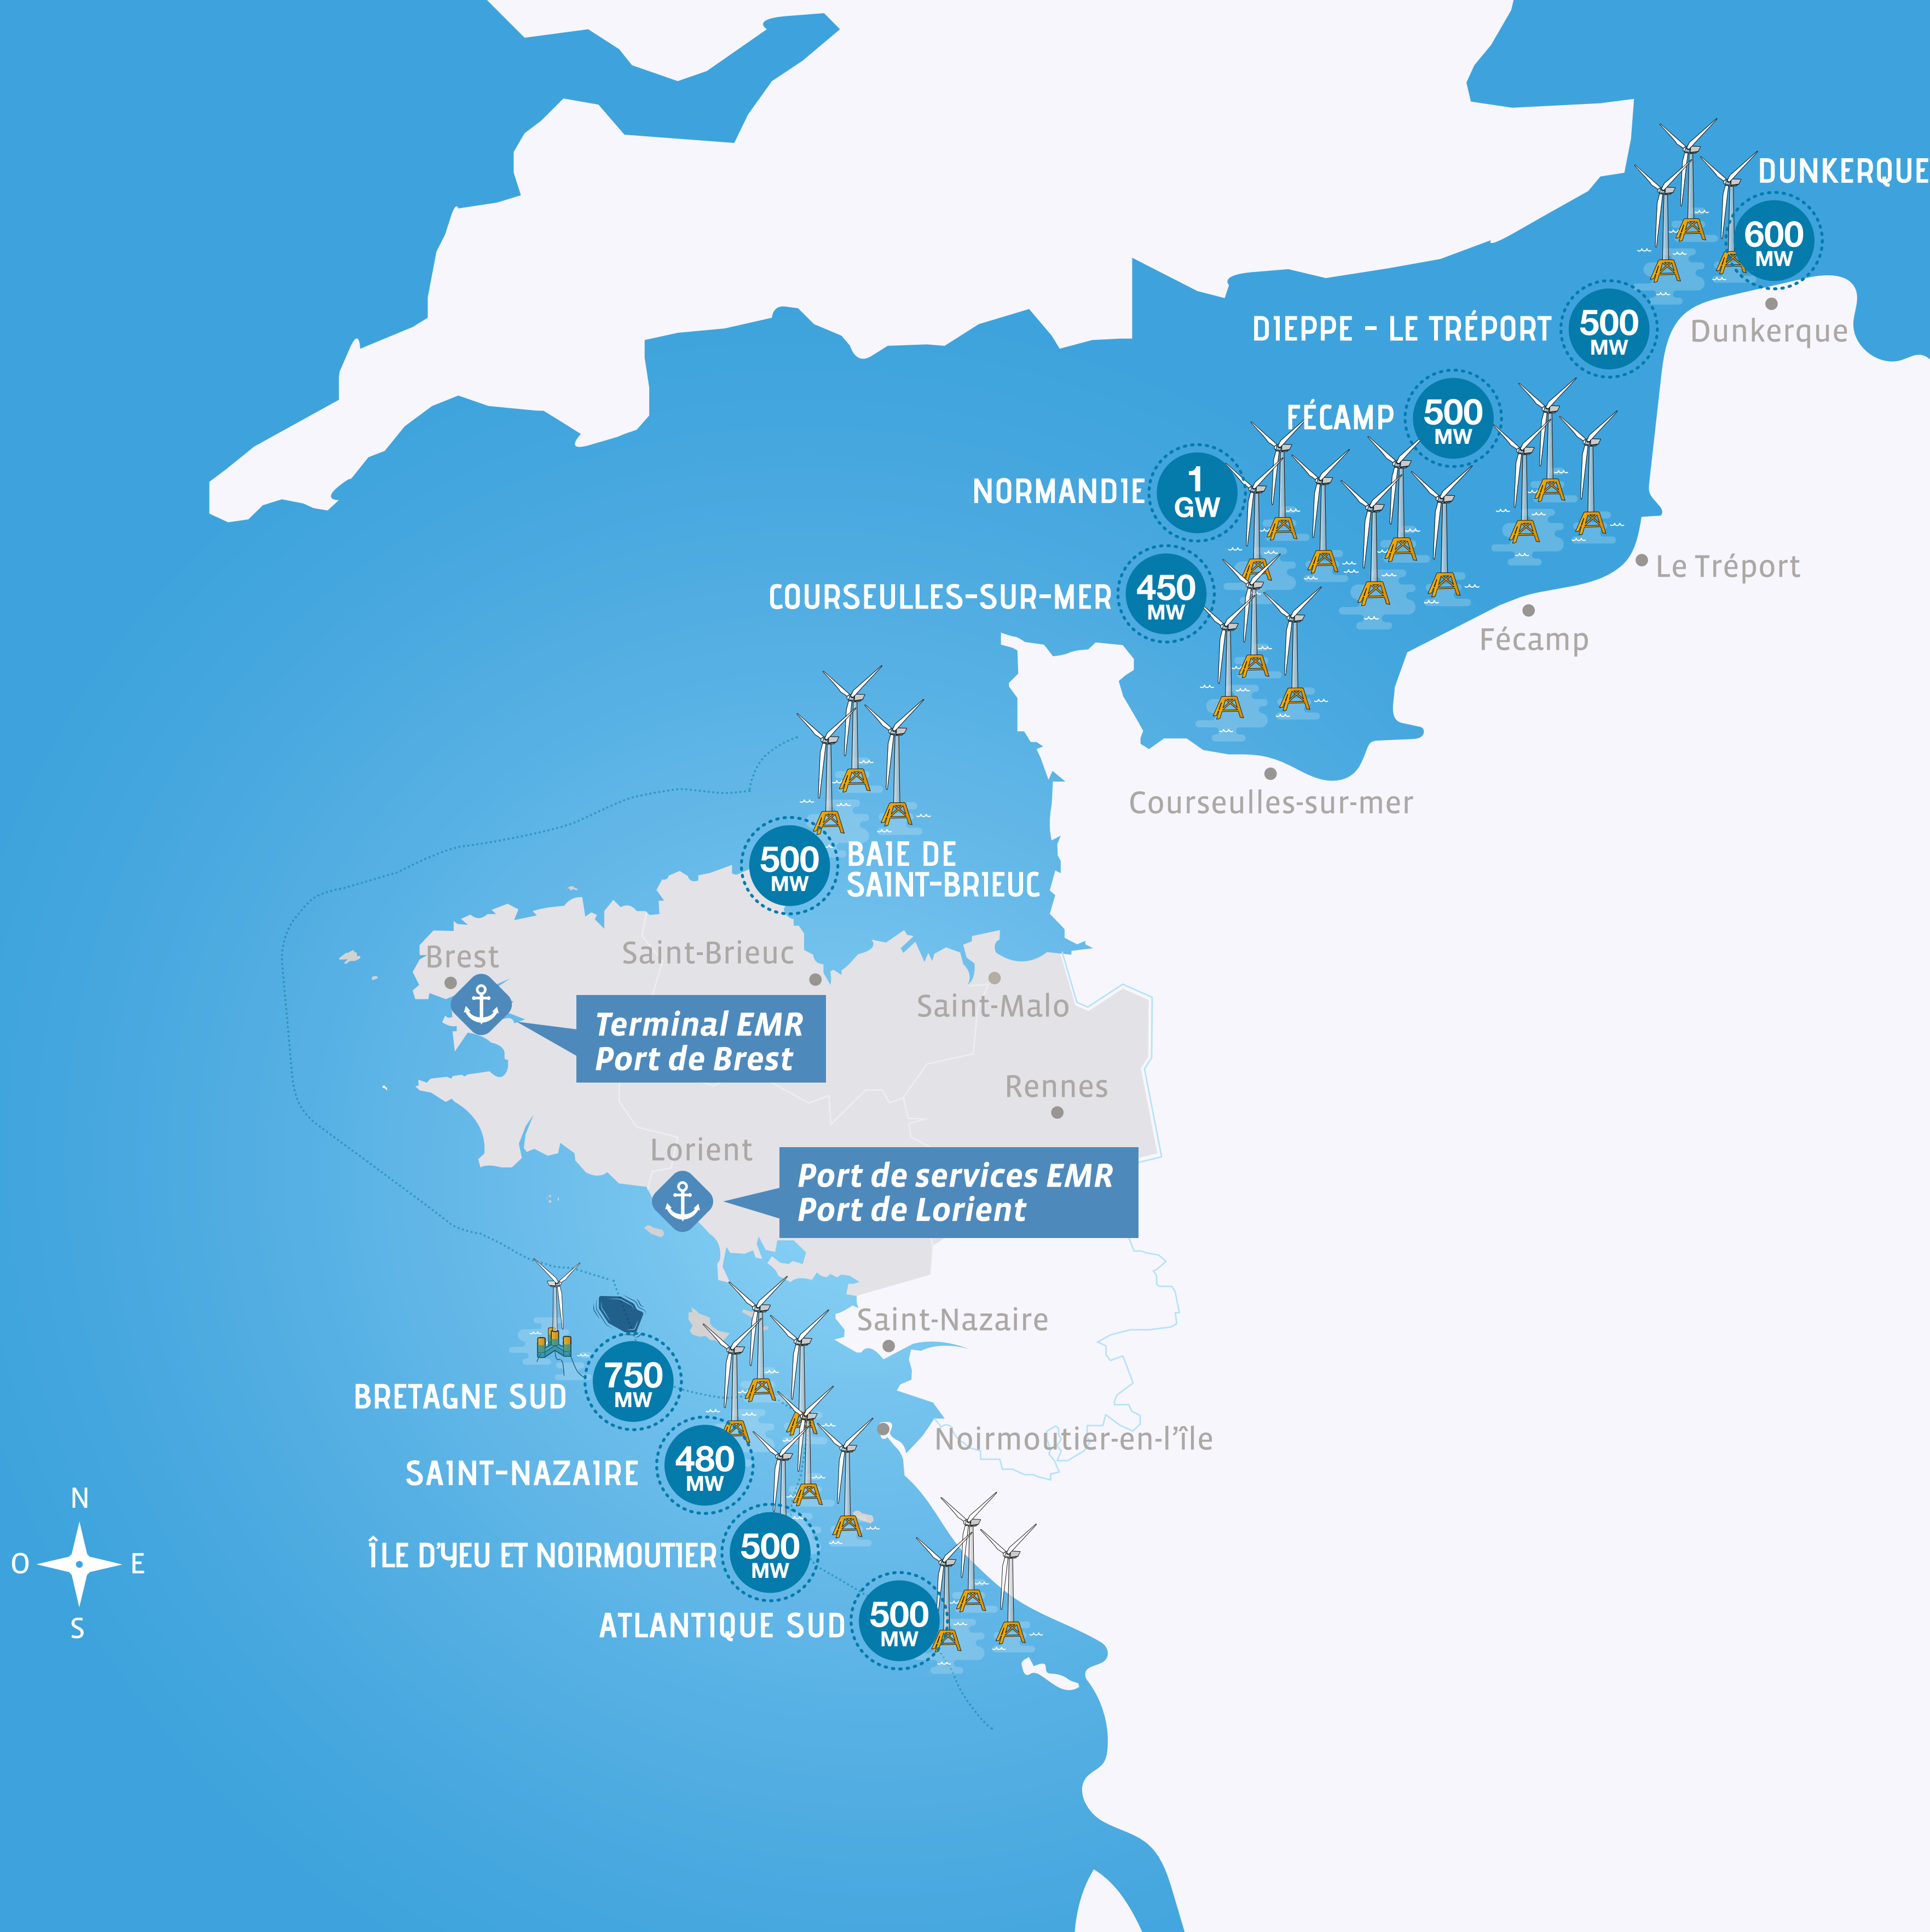 DUNKERQUE
600
MW
Dunkerque
DIEPPE - LE TRÉPORT
500
MW
FÉCAMP
500
MW
NORMANDIE
1
GW
COURSEULLES-SUR-MER
450
MW
Le Tréport
Fécamp
Courseulles-sur-mer
500
MW
BAIE DE
SAINT-BRIEUC
Brest
Saint-Brieuc
Saint-Malo
Terminal EMR
Port de Brest
Rennes
Lorient
Port de services EMR
Port de Lorient
Saint-Nazaire
BRETAGNE SUD
750
MW
Noirmoutier-en-l'île
SAINT-NAZAIRE
480
MW
ÎLE D'YEU ET NOIRMOUTIER
500
MW
ATLANTIQUE SUD
500
MW
N
O
E
S